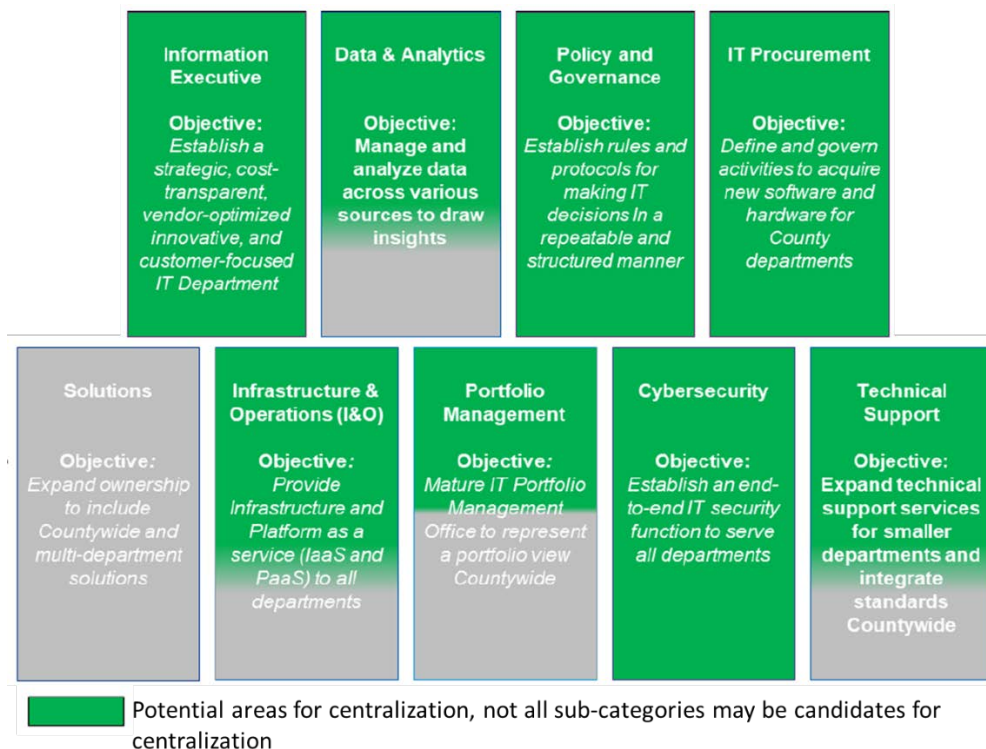 Information
Executive
Objective:
Establish a
strategic, cost-
transparent,
vendor-optimized
innovative, and
customer-focused
IT Department
Data & Analytics
Objective:
Manage and
analyze data
across various
sources to draw
insights
Policy and
Governance
Objective:
Establish rules and
protocols for
making IT
decisions In a
repeatable and
structured manner
IT Procurement
Objective:
Define and govern
activities to acquire
new software and
hardware for
County
departments
Solutions
Objective:
Expand ownership
to include
Countywide and
multi-department
solutions
Infrastructure &
Operations (I&O)
Objective:
Provide
Infrastructure and
Platform as a
service (IaaS and
PaaS) to all
departments
Portfolio
Management
Objective:
Mature IT Portfolio
Management
Office to represent
a portfolio view
Countywide
Cybersecurity
Objective:
Establish an end-
to-end IT security
function to serve
all departments
Technical
Support
Objective:
Expand technical
support services
for smaller
departments and
integrate
standards
Countywide
Potential areas for centralization, not all sub-categories may be candidates for
centralization